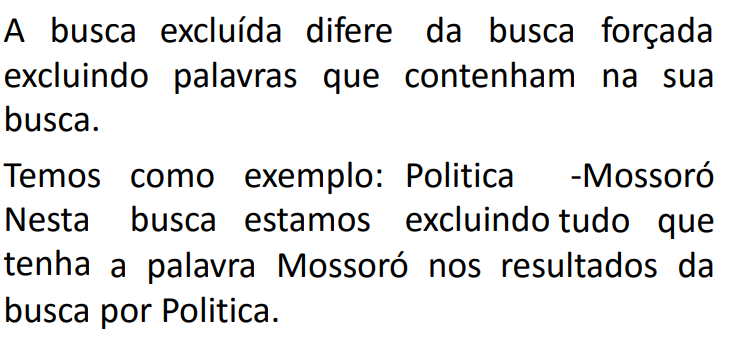 A busca excluída difere da busca forçada
excluindo palavras que contenham na sua
busca.
Temos como exemplo: Politica -Mossoró
Nesta busca estamos excluindo tudo que
tenha a palavra Mossoró nos resultados da
busca por Politica.